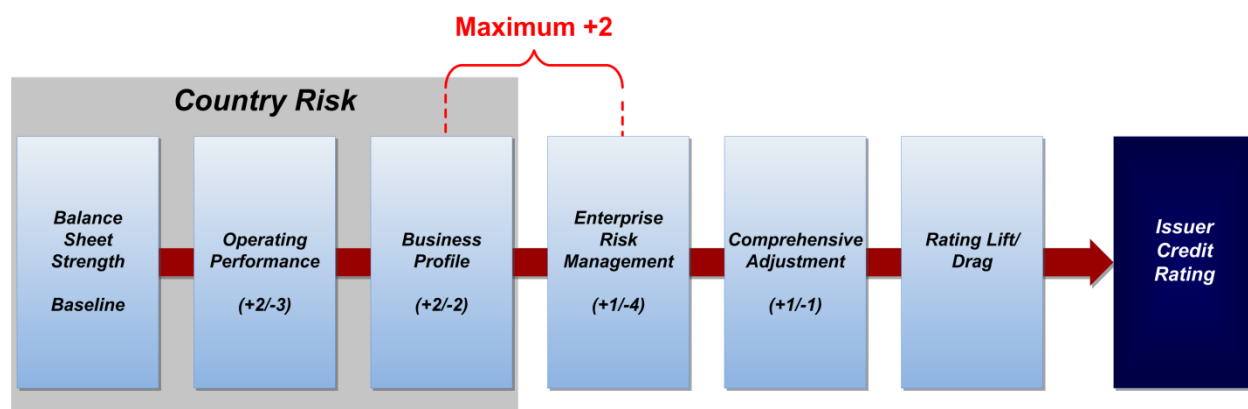 Maximum +2
Country Risk
Balance
Sheet
Strength
Baseline
Operating
Performance
(+2/-3)
Business
Profile
(+2/-2)
Enterprise
Risk
Management
(+1/-4)
Comprehensive
Adjustment
(+1/-1)
Rating Lift/
Drag
Issuer
Credit
Rating